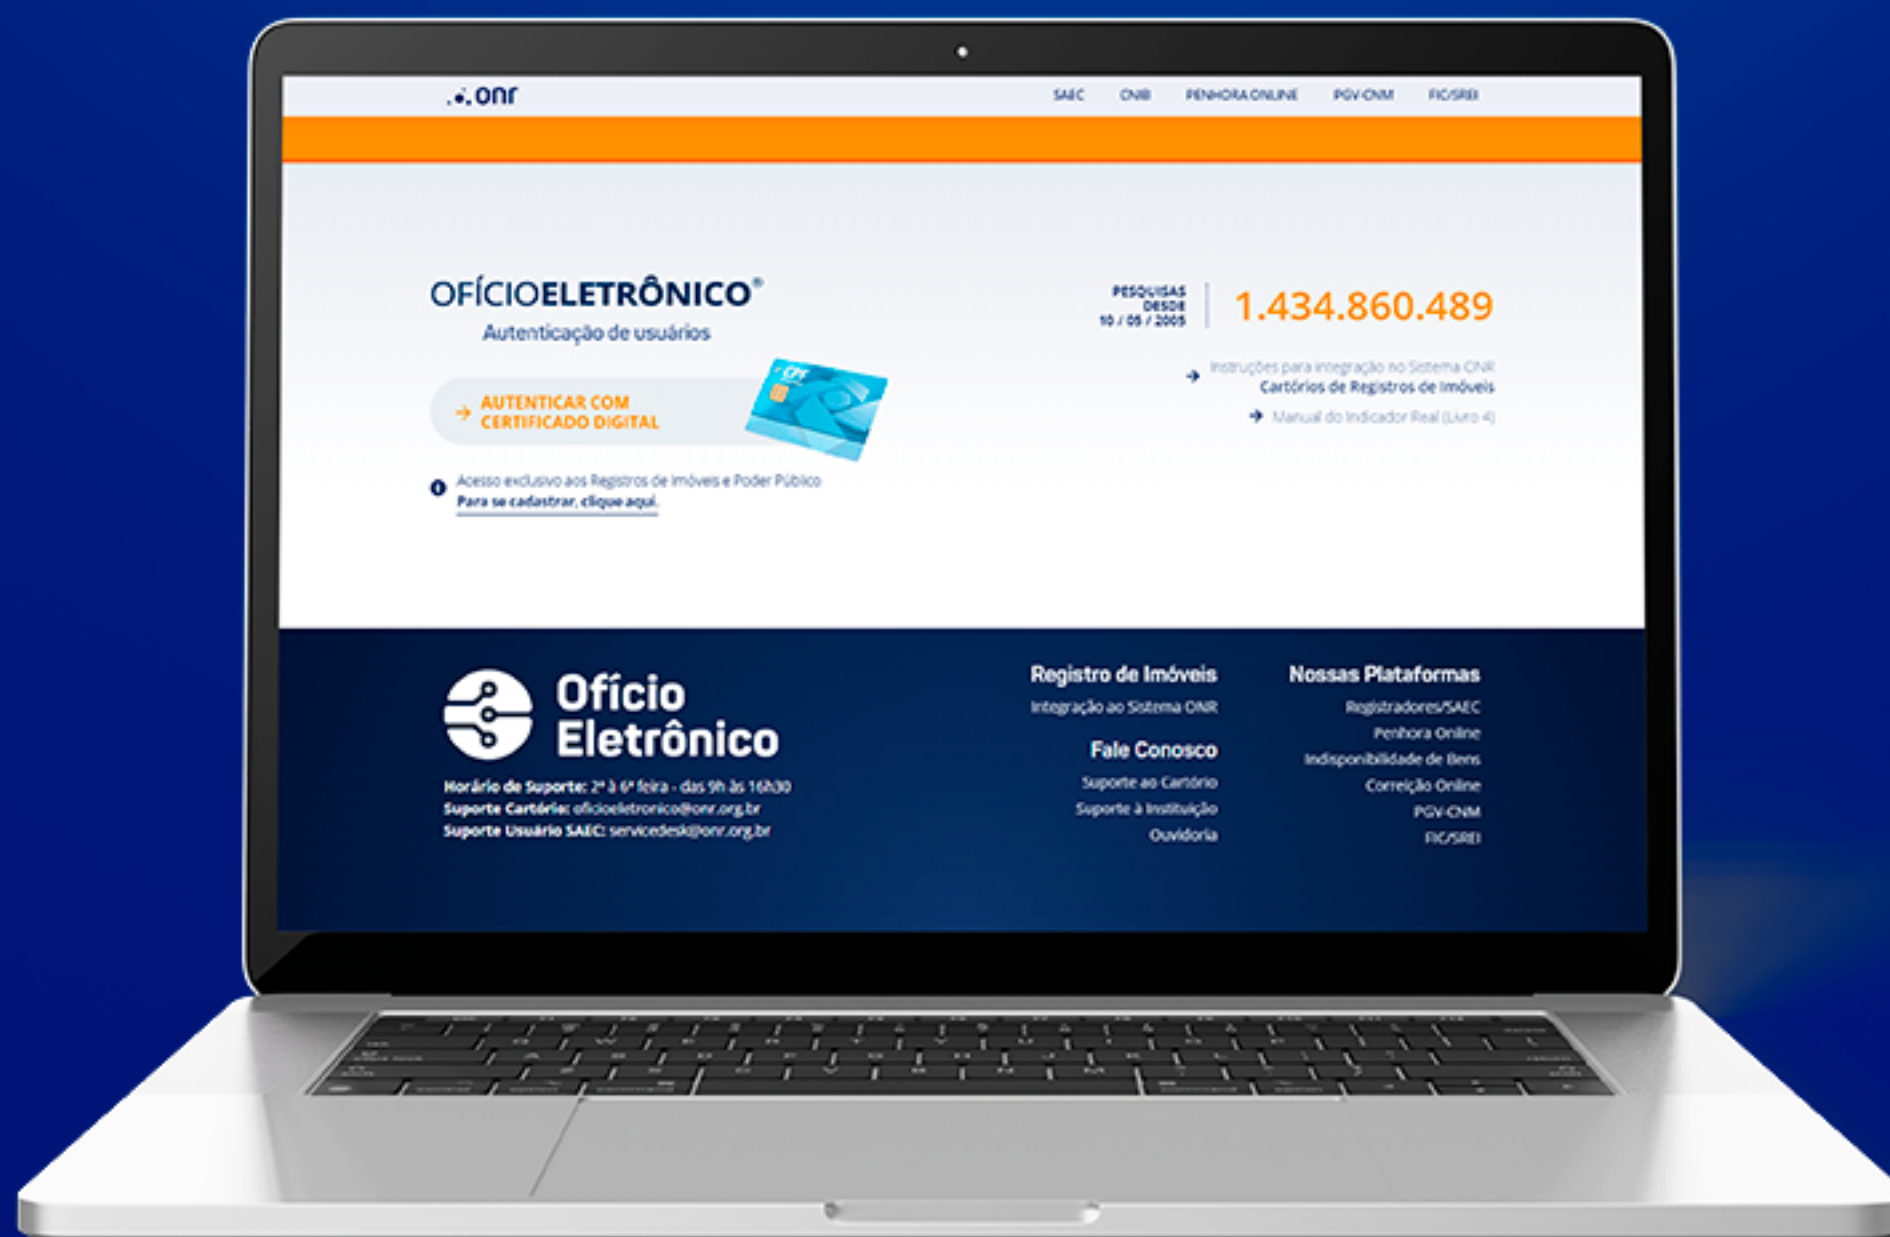 onr
SAEC CNIB PENHORA ONLINE PGV-CNM FIC/SREI
OFÍCIOELETRÔNICO®
Autenticação de usuários
AUTENTICAR COM
CERTIFICADO DIGITAL
CPF
Acesso exclusivo aos Registros de Imóveis e Poder Público
Para se cadastrar, clique aqui.
PESQUISAS
DESDE
10 / 05 / 2005
1.434.860.489
Instruções para integração no Sistema ONR
Cartórios de Registros de Imóveis
Manual do Indicador Real (Livro 4)
Ofício
Eletrônico
Horário de Suporte: 2ª à 6ª feira - das 9h às 16h30
Suporte Cartório: oficioeletronico@onr.org.br
Suporte Usuário SAEC: servicedesk@onr.org.br
Registro de Imóveis
Integração ao Sistema ONR
Fale Conosco
Suporte ao Cartório
Suporte à Instituição
Ouvidoria
Nossas Plataformas
Registradores/SAEC
Penhora Online
Indisponibilidade de Bens
Correição Online
PGV-CNM
FIC/SREI